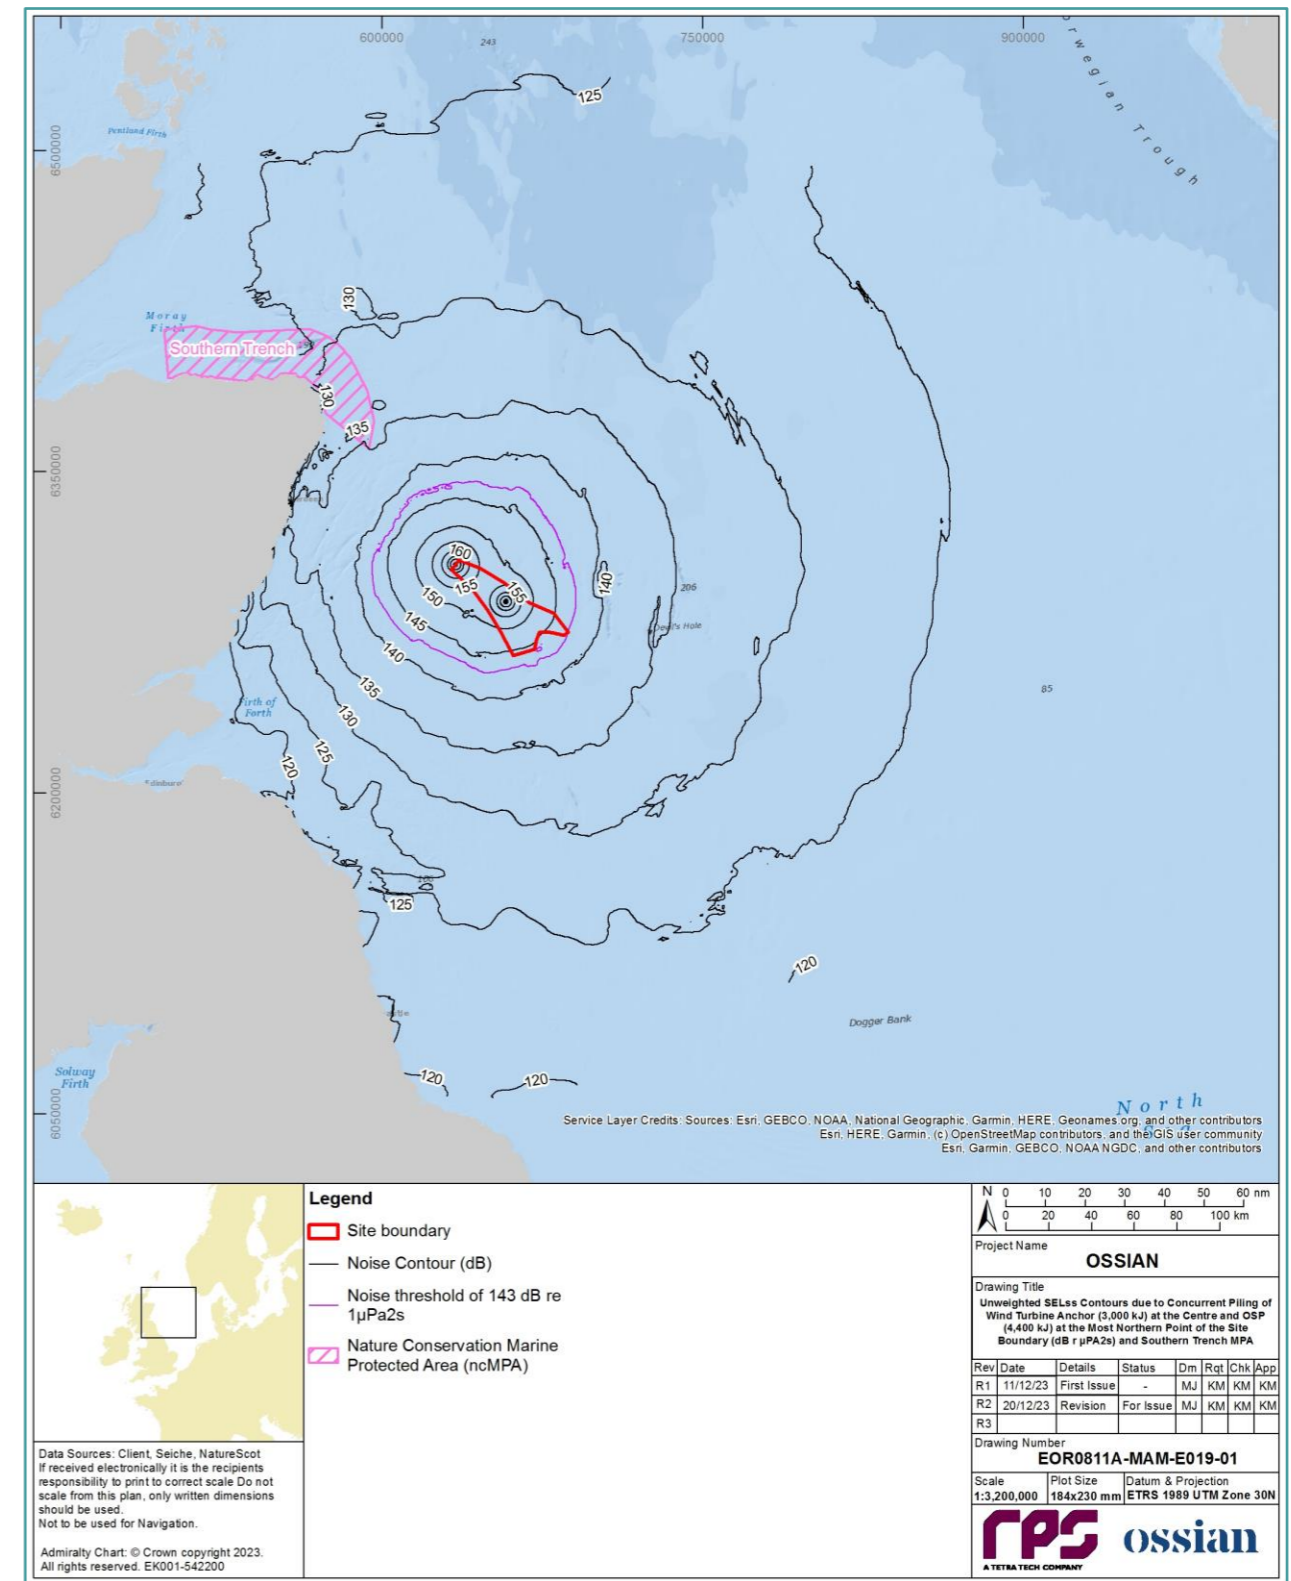 600000
750000
900000
243
125
Norwegian Trough
Pentland Firth
6500000
130
Moray
Firth
Southern Trench
130
135
6350000
160
155
155
150
145
140
140
206
Devil's Hole
135
130
85
Firth of
Forth
125
120
6200000
125
120
Dogger Bank
Solway
Firth
120
120
6050000
North
Service Layer Credits: Sources: Esri, GEBCO, NOAA, National Geographic, Garmin, HERE, Geonames.org, and other contributors
Esri, HERE, Garmin, (c) OpenStreetMap contributors, and the GIS user community
Esri, Garmin, GEBCO, NOAA NGDC, and other contributors
Legend
Site boundary
Noise Contour (dB)
Noise threshold of 143 dB re
1µPa2s
Nature Conservation Marine
Protected Area (ncMPA)
Data Sources: Client, Seiche, NatureScot
If received electronically it is the recipients
responsibility to print to correct scale Do not
scale from this plan, only written dimensions
should be used.
Not to be used for Navigation.
Admiralty Chart: © Crown copyright 2023.
All rights reserved. EK001-542200
N 0 10 20 30 40 50 60 nm
0 20 40 60 80 100 km
Project Name
OSSIAN
Drawing Title
Unweighted SELss Contours due to Concurrent Piling of
Wind Turbine Anchor (3,000 kJ) at the Centre and OSP
(4,400 kJ) at the Most Northern Point of the Site
Boundary (dB r µPA2s) and Southern Trench MPA
Rev Date Details Status Drn Rqt Chk App
R1 11/12/23 First Issue - MJ KM KM KM
R2 20/12/23 Revision For Issue MJ KM KM KM
R3
Drawing Number
EOR0811A-MAM-E019-01
Scale Plot Size Datum & Projection
1:3,200,000 184x230 mm ETRS 1989 UTM Zone 30N
rps ossian
A TETRA TECH COMPANY